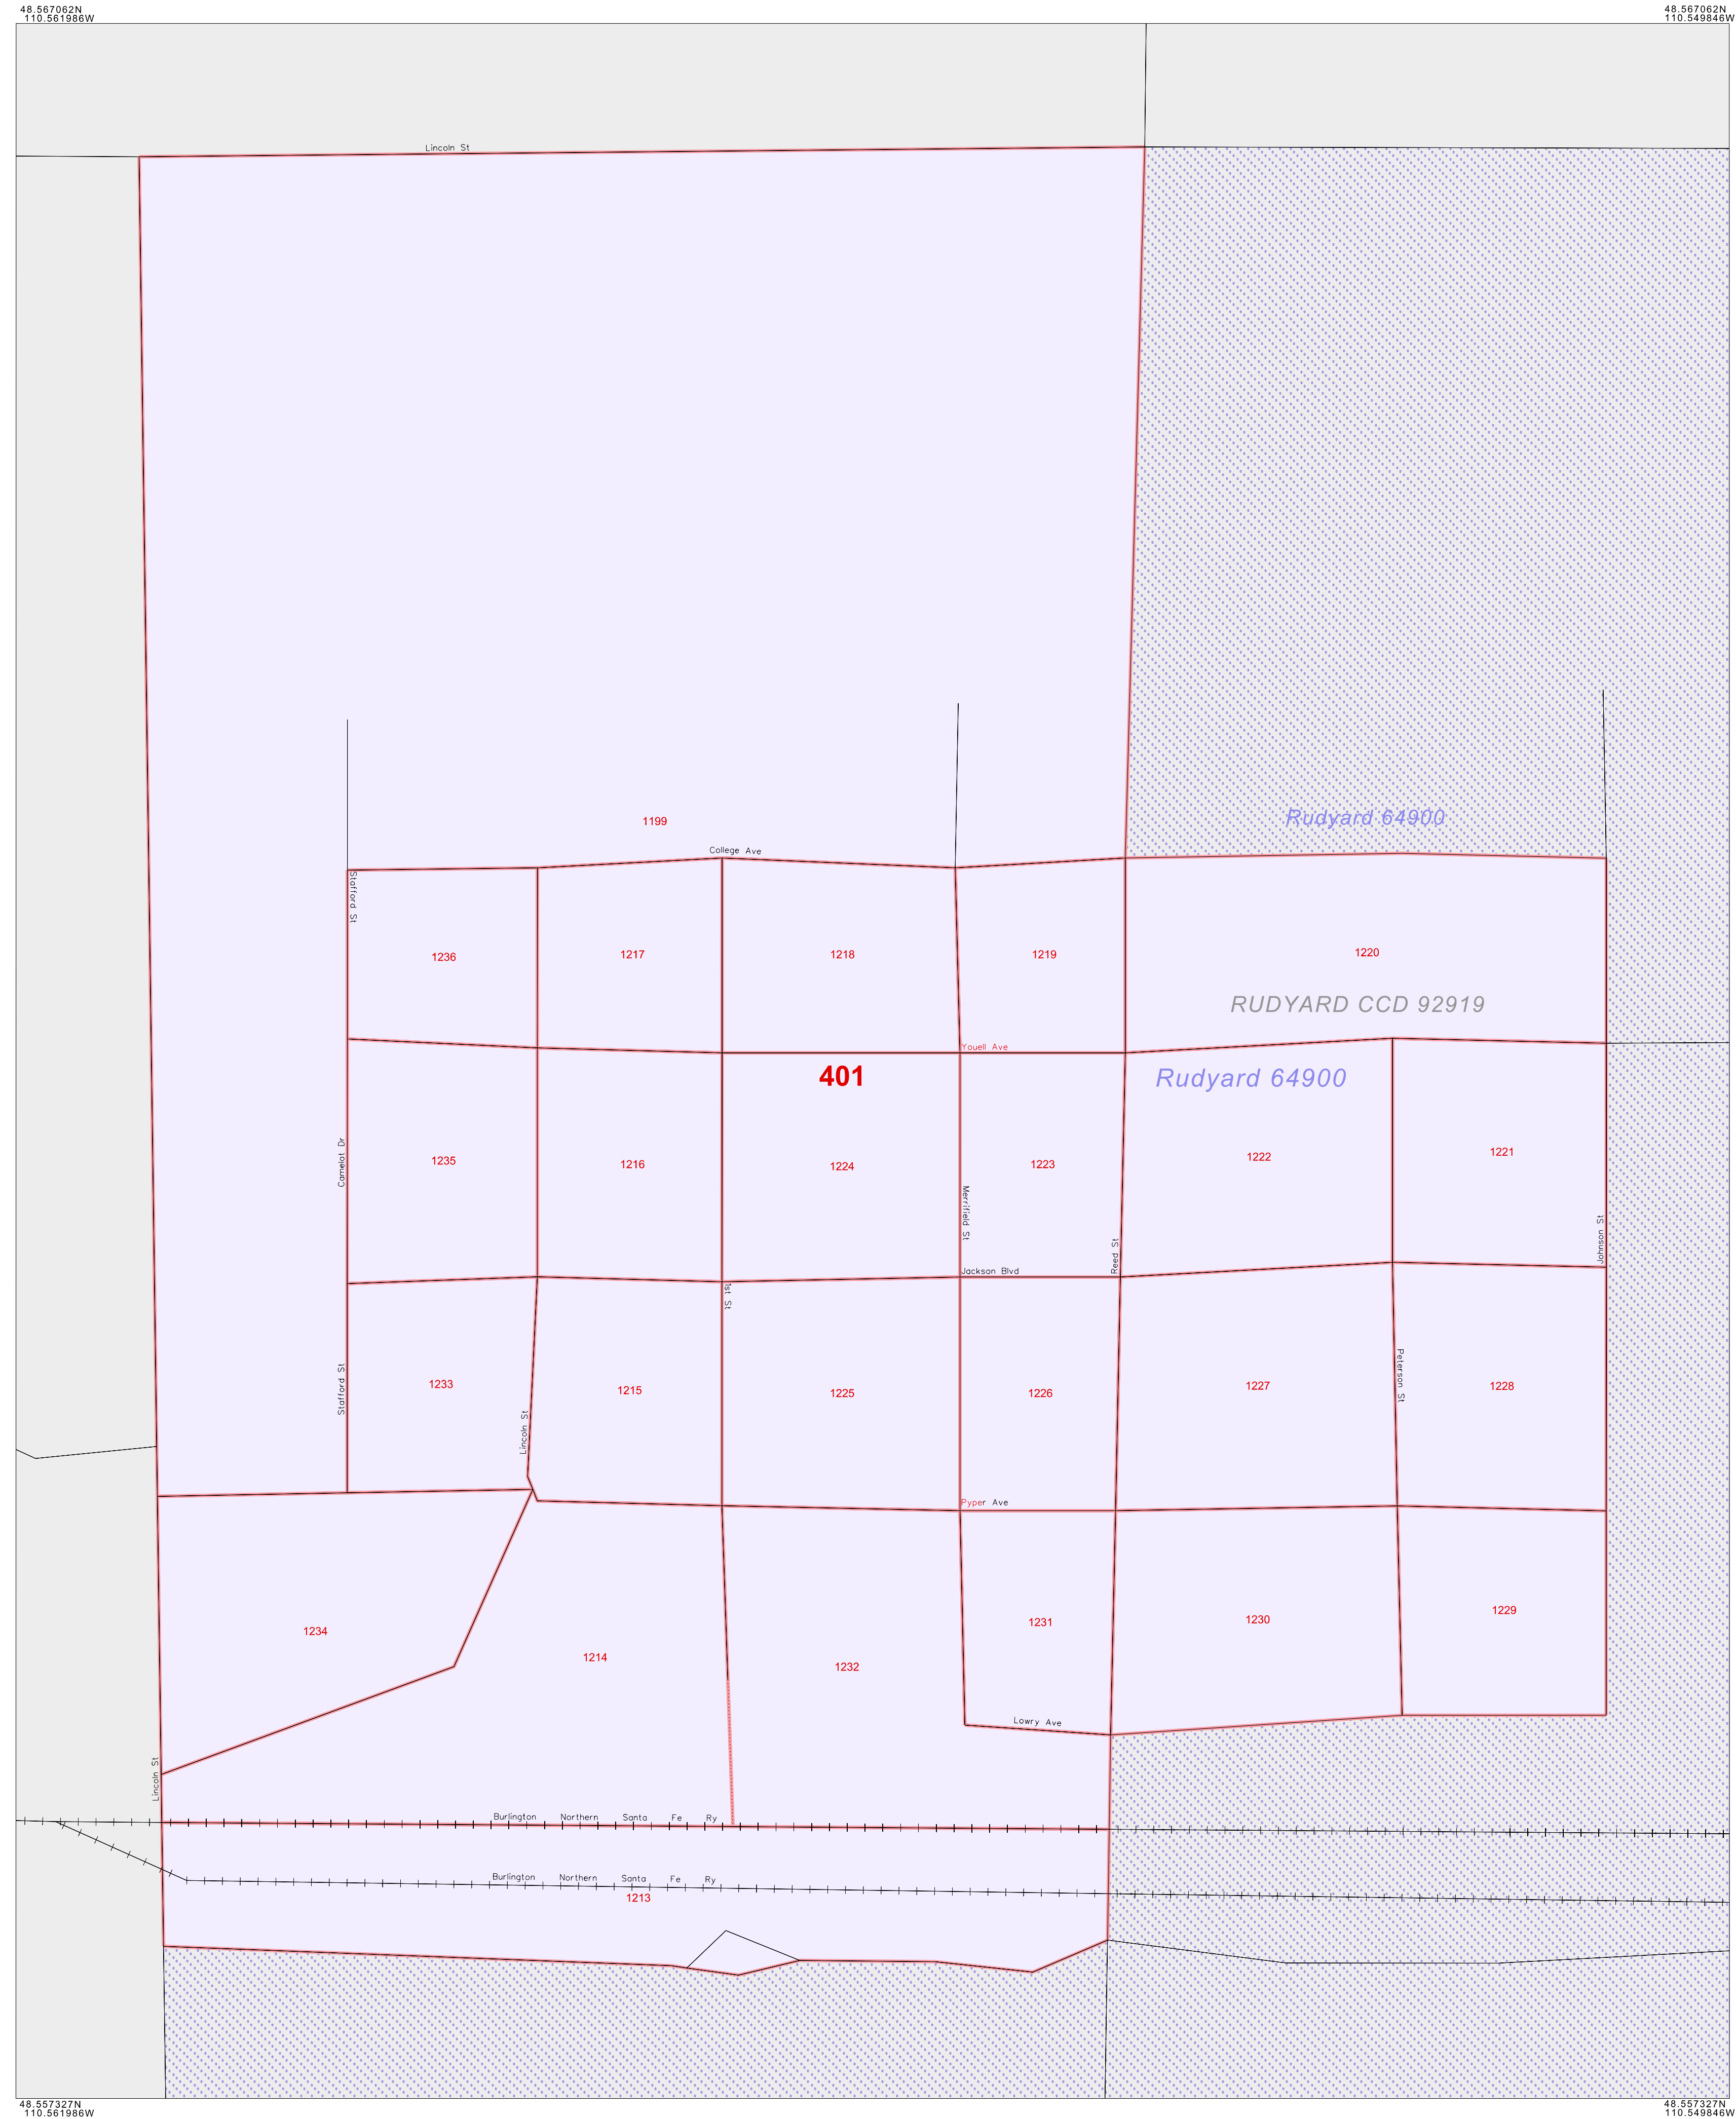 48.567062N
110.561986W
48.567062N
110.549846W
Lincoln St
Rudyard 64900
1199
College Ave
Stafford St
1236
1217
1218
1219
1220
RUDYARD CCD 92919
Youell Ave
401
Rudyard 64900
Camelot Dr
1235
1216
1224
1223
1222
1221
Merrifield St
Reed St
Johnson St
Jackson Blvd
1st St
Stafford St
1233
Lincoln St
1215
1225
1226
1227
Peterson St
1228
Pyper Ave
1234
1214
1232
1231
1230
1229
Lowry Ave
Lincoln St
Burlington Northern Santa Fe Ry
Burlington Northern Santa Fe Ry
1213
48.557327N
110.561986W
48.557327N
110.549846W